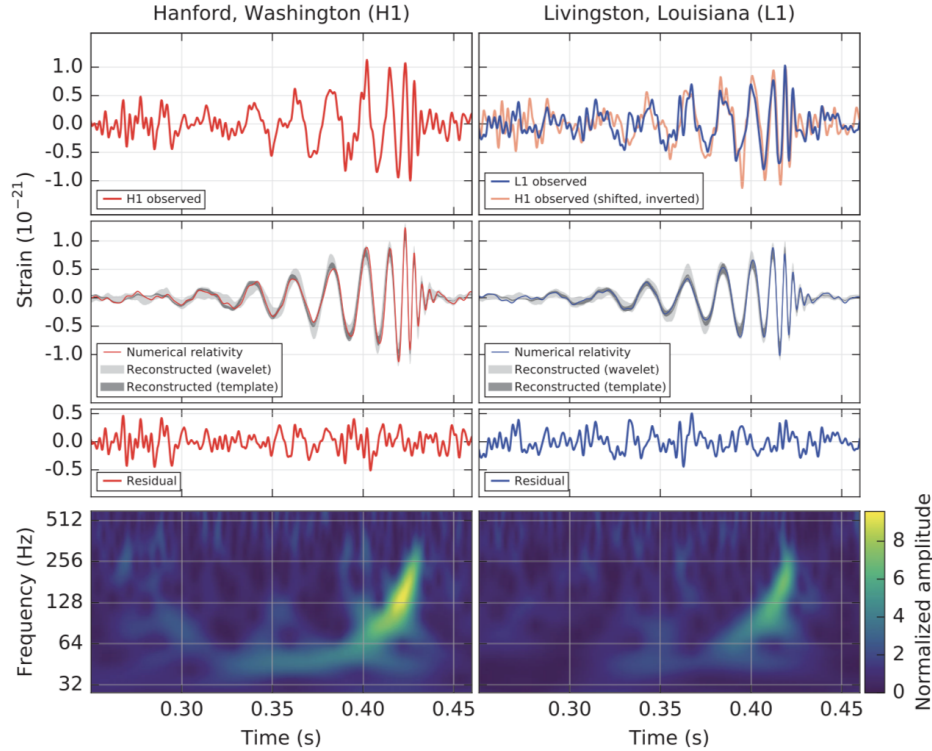 Hanford, Washington (H1)
Livingston, Louisiana (L1)
Strain (10⁻²¹)
1.0
0.5
0.0
-0.5
-1.0
H1 observed
L1 observed
H1 observed (shifted, inverted)
1.0
0.5
0.0
-0.5
-1.0
Numerical relativity
Reconstructed (wavelet)
Reconstructed (template)
Numerical relativity
Reconstructed (wavelet)
Reconstructed (template)
0.5
0.0
-0.5
Residual
Residual
Frequency (Hz)
512
256
128
64
32
Normalized amplitude
8
6
4
2
0
0.30
0.35
0.40
0.45
0.30
0.35
0.40
0.45
Time (s)
Time (s)